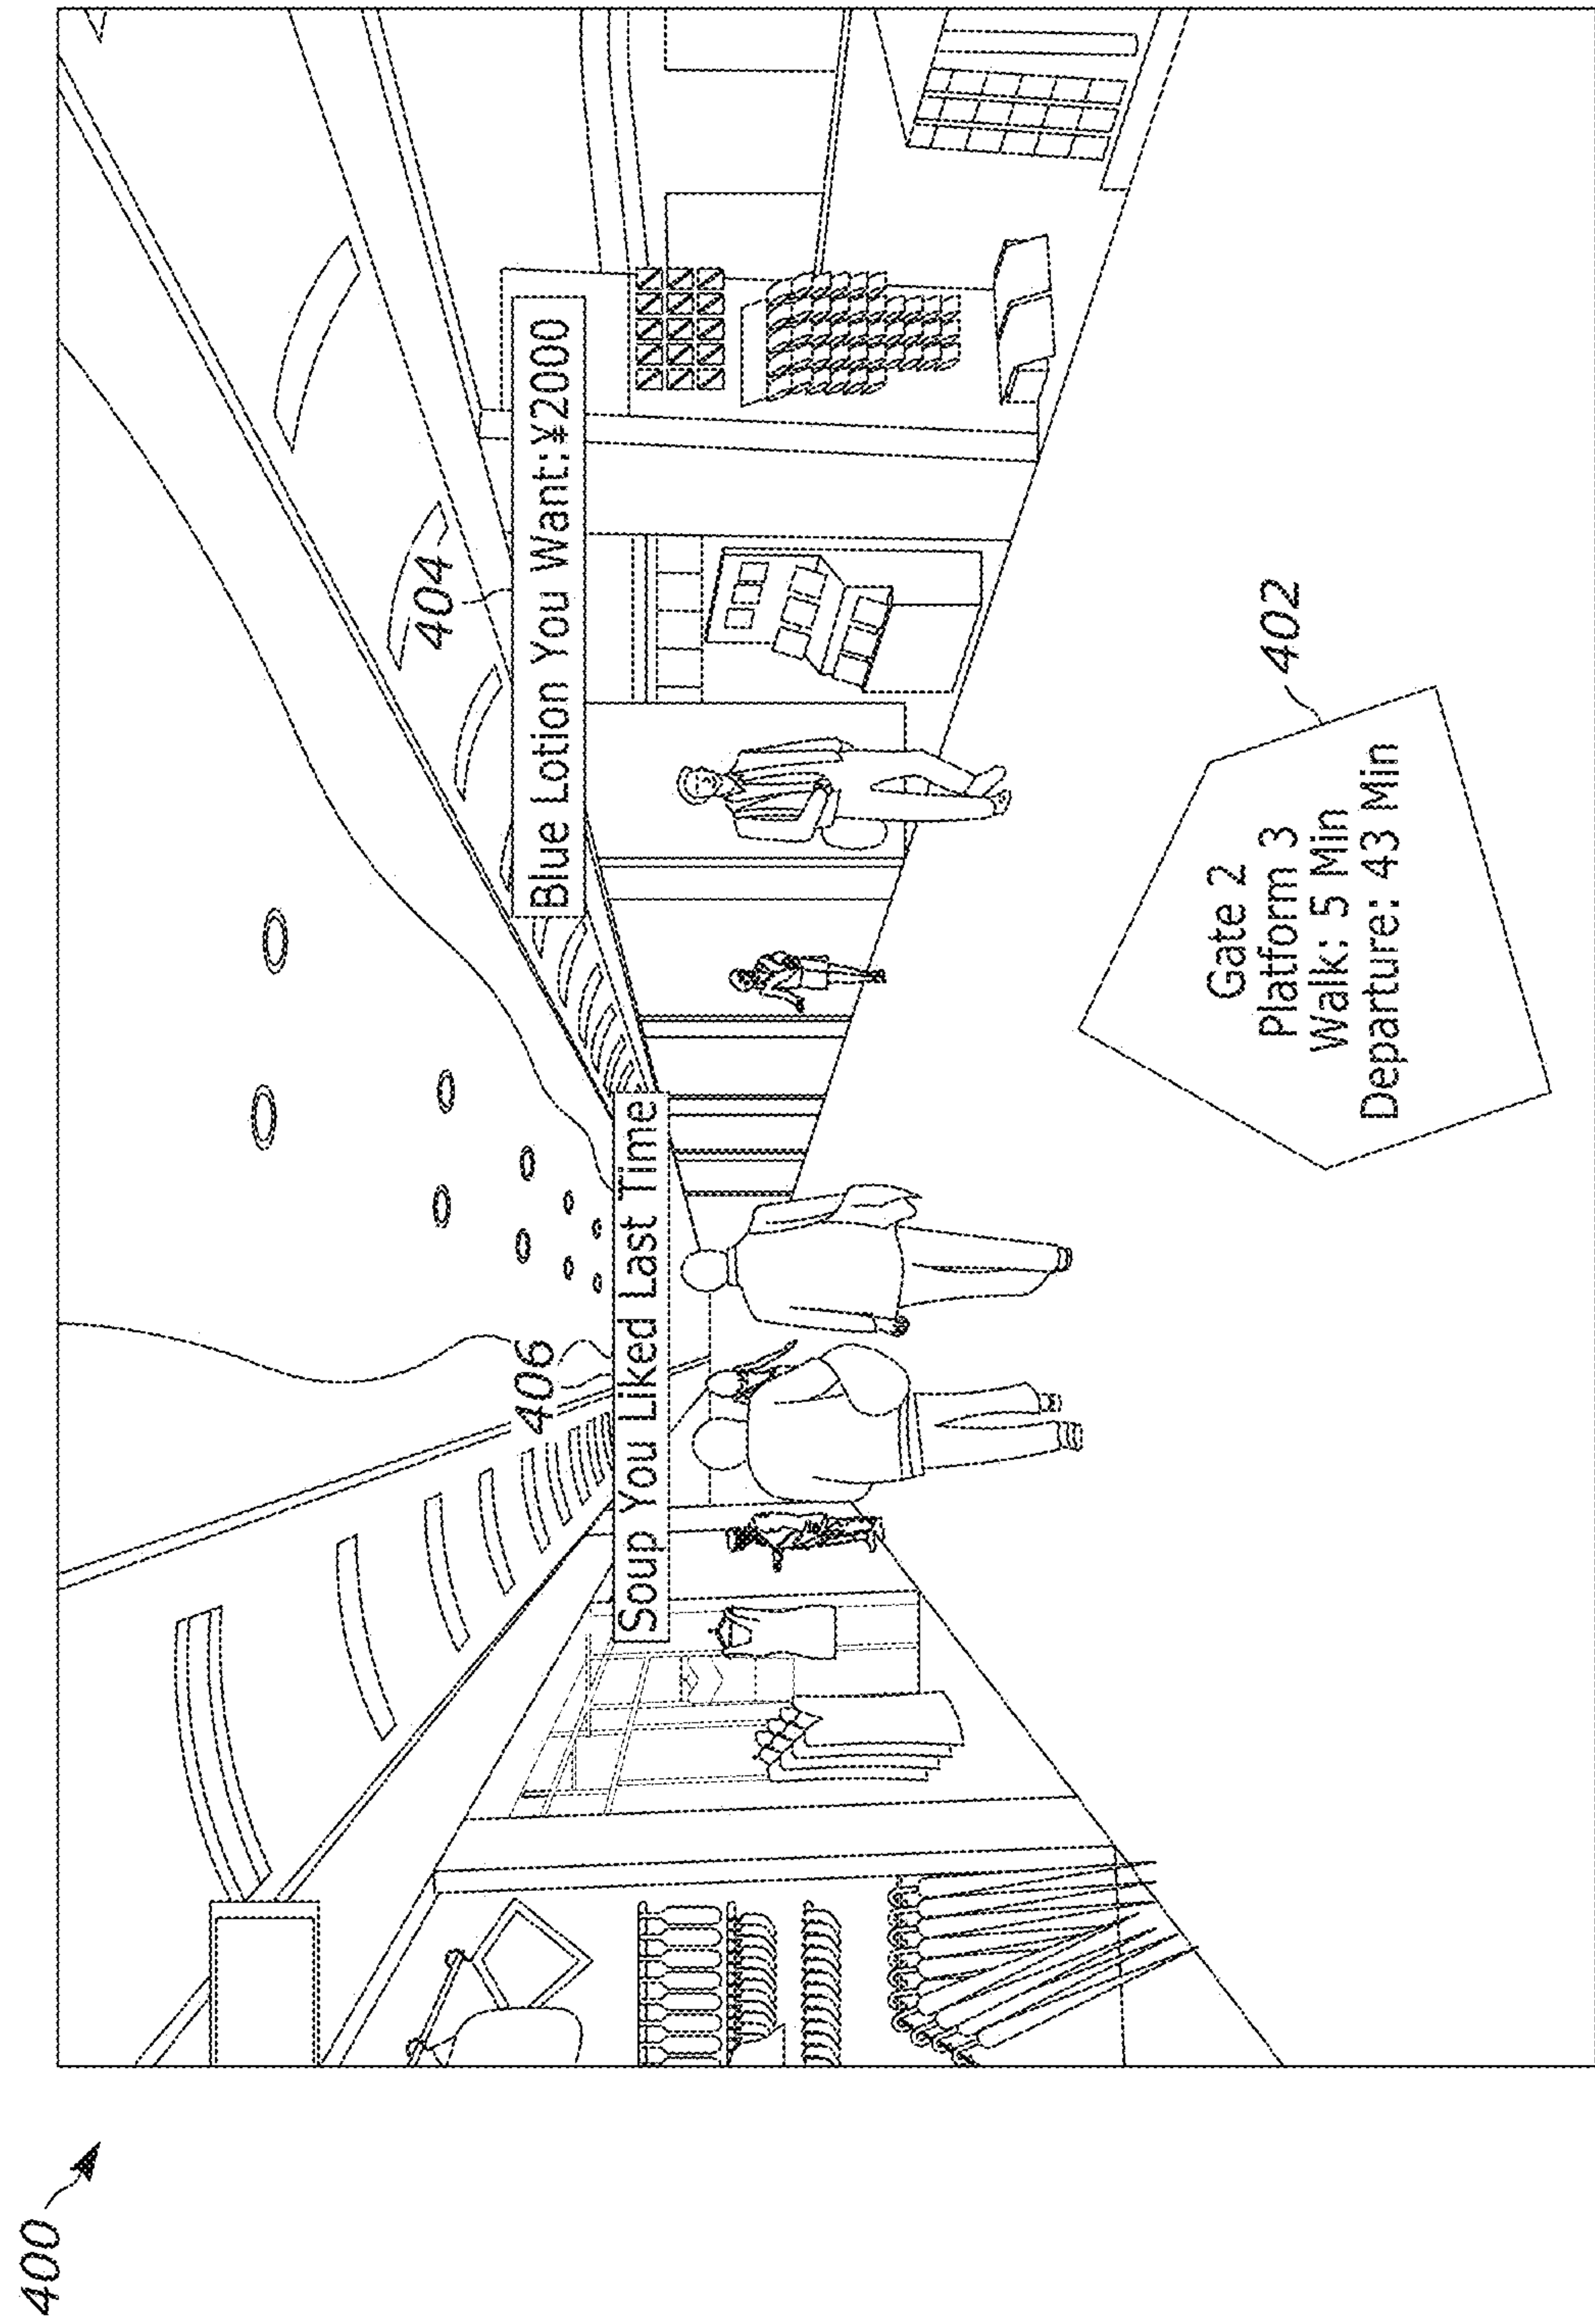 400
404
Blue Lotion You Want:¥2000
406
Soup You Liked Last Time
402
Gate 2
Platform 3
Walk: 5 Min
Departure: 43 Min